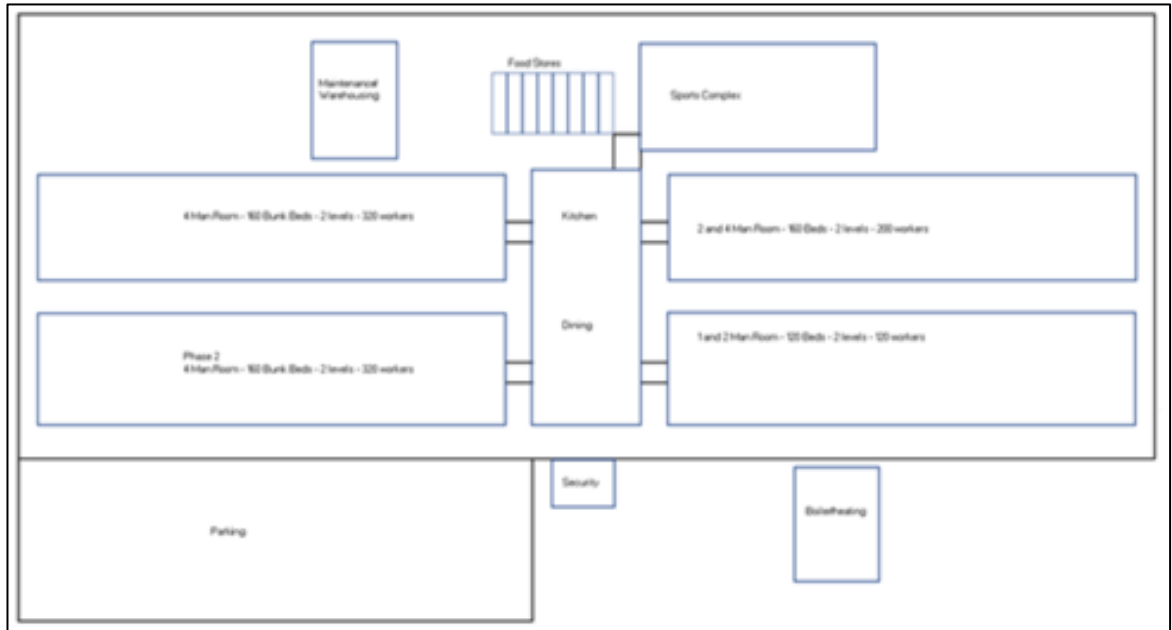 Food Stores
Maintenance/
Warehousing
Sports Complex
4 Man Room - 160 Bunk Beds - 2 levels - 320 workers
Kitchen
2 and 4 Man Room - 160 Beds - 2 levels - 200 workers
Dining
1 and 2 Man Room - 120 Beds - 2 levels - 120 workers
Phase 2
4 Man Room - 160 Bunk Beds - 2 levels - 320 workers
Security
Boiler/heating
Parking